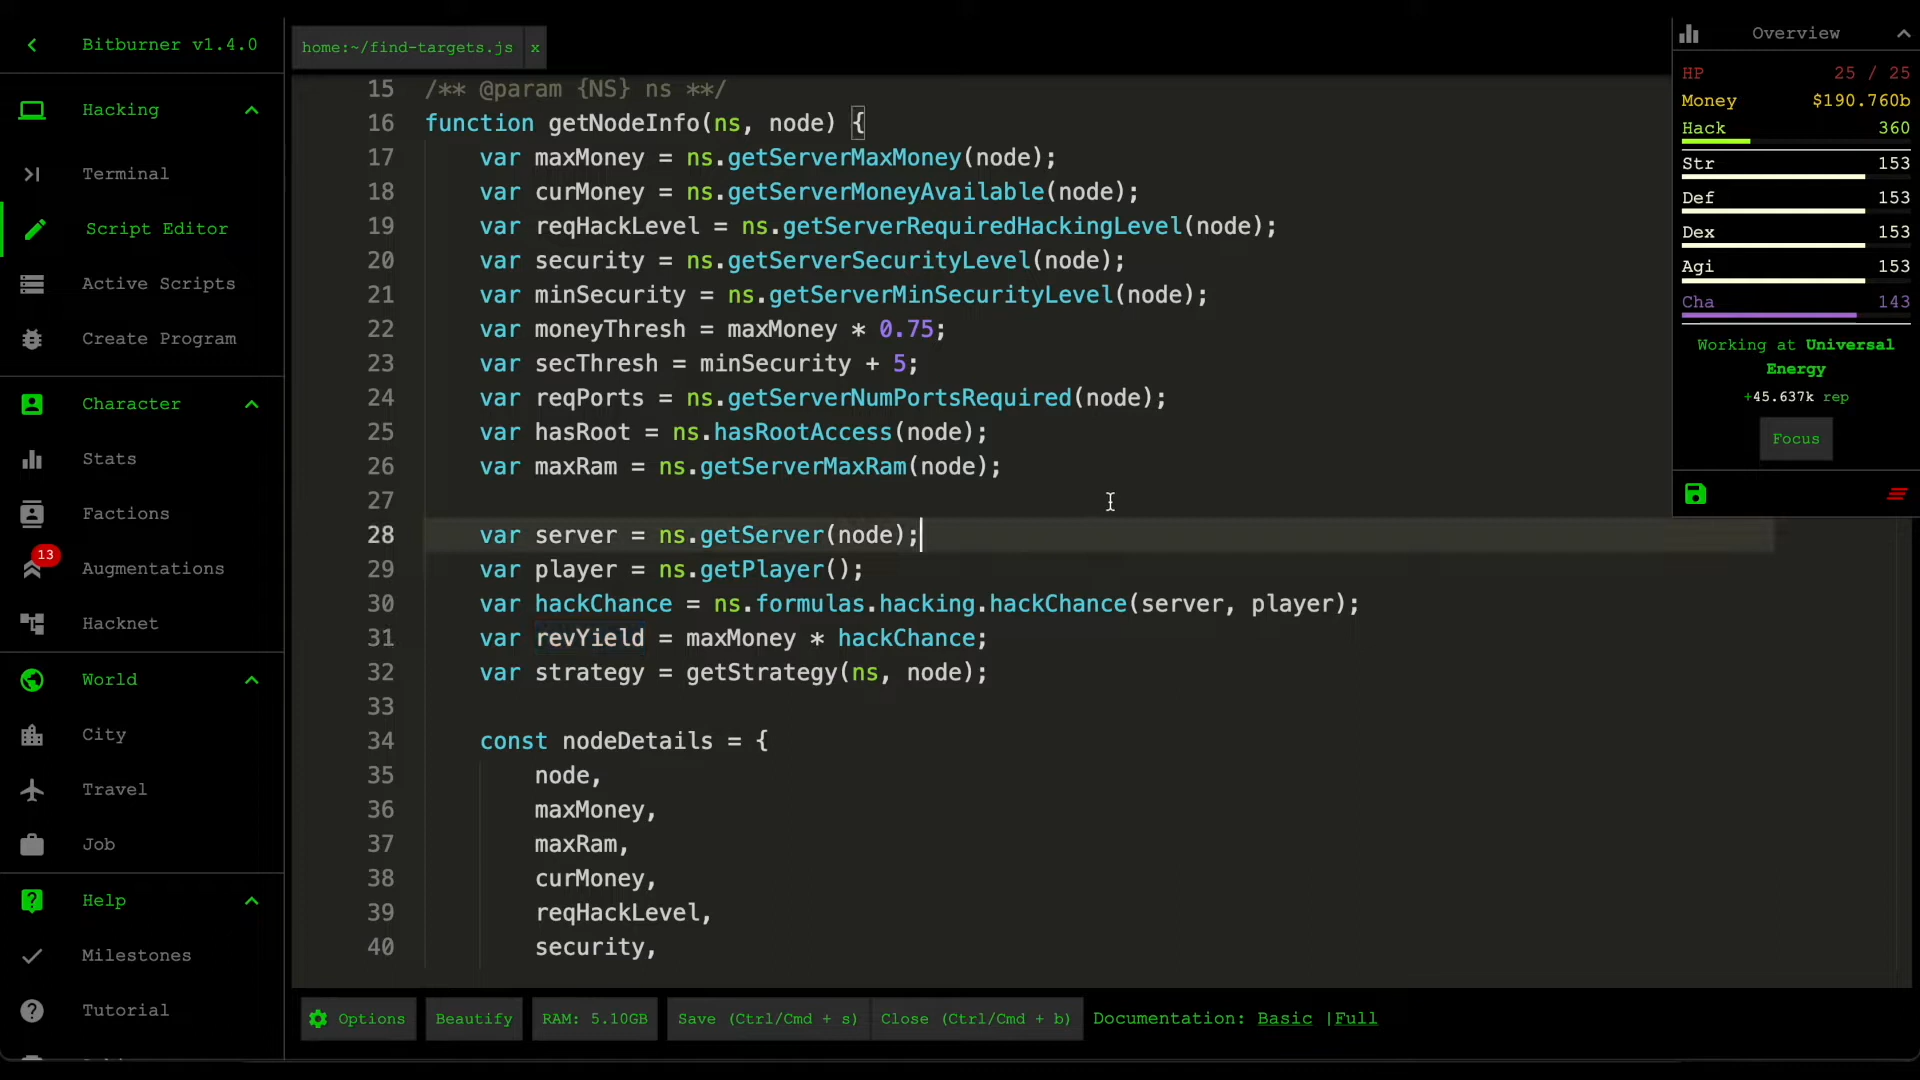 Bitburner v1.4.0
Hacking
Terminal
Script Editor
Active Scripts
Create Program
Character
Stats
Factions
13
Augmentations
Hacknet
World
City
Travel
Job
Help
Milestones
Tutorial
home:~/find-targets.js x
15 /** @param {NS} ns **/
16 function getNodeInfo(ns, node) {
17 var maxMoney = ns.getServerMaxMoney(node);
18 var curMoney = ns.getServerMoneyAvailable(node);
19 var reqHackLevel = ns.getServerRequiredHackingLevel(node);
20 var security = ns.getServerSecurityLevel(node);
21 var minSecurity = ns.getServerMinSecurityLevel(node);
22 var moneyThresh = maxMoney * 0.75;
23 var secThresh = minSecurity + 5;
24 var reqPorts = ns.getServerNumPortsRequired(node);
25 var hasRoot = ns.hasRootAccess(node);
26 var maxRam = ns.getServerMaxRam(node);
27
28 var server = ns.getServer(node);
29 var player = ns.getPlayer();
30 var hackChance = ns.formulas.hacking.hackChance(server, player);
31 var revYield = maxMoney * hackChance;
32 var strategy = getStrategy(ns, node);
33
34 const nodeDetails = {
35 node,
36 maxMoney,
37 maxRam,
38 curMoney,
39 reqHackLevel,
40 security,
Options Beautify RAM: 5.10GB Save (Ctrl/Cmd + s) Close (Ctrl/Cmd + b) Documentation: Basic |Full
Overview
HP 25 / 25
Money $190.760b
Hack 360
Str 153
Def 153
Dex 153
Agi 153
Cha 143
Working at Universal
Energy
+45.637k rep
Focus